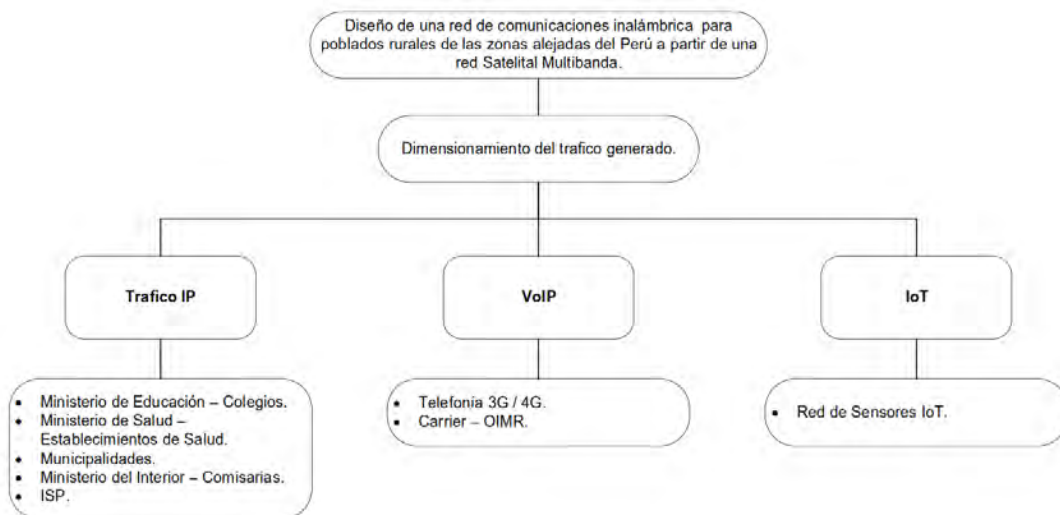 Diseño de una red de comunicaciones inalámbrica para
poblados rurales de las zonas alejadas del Perú a partir de una
red Satelital Multibanda.
Dimensionamiento del trafico generado.
Trafico IP
VoIP
IoT
• Ministerio de Educación – Colegios.
• Ministerio de Salud –
Establecimientos de Salud.
• Municipalidades.
• Ministerio del Interior – Comisarias.
• ISP.
• Telefonía 3G / 4G.
• Carrier – OIMR.
• Red de Sensores IoT.